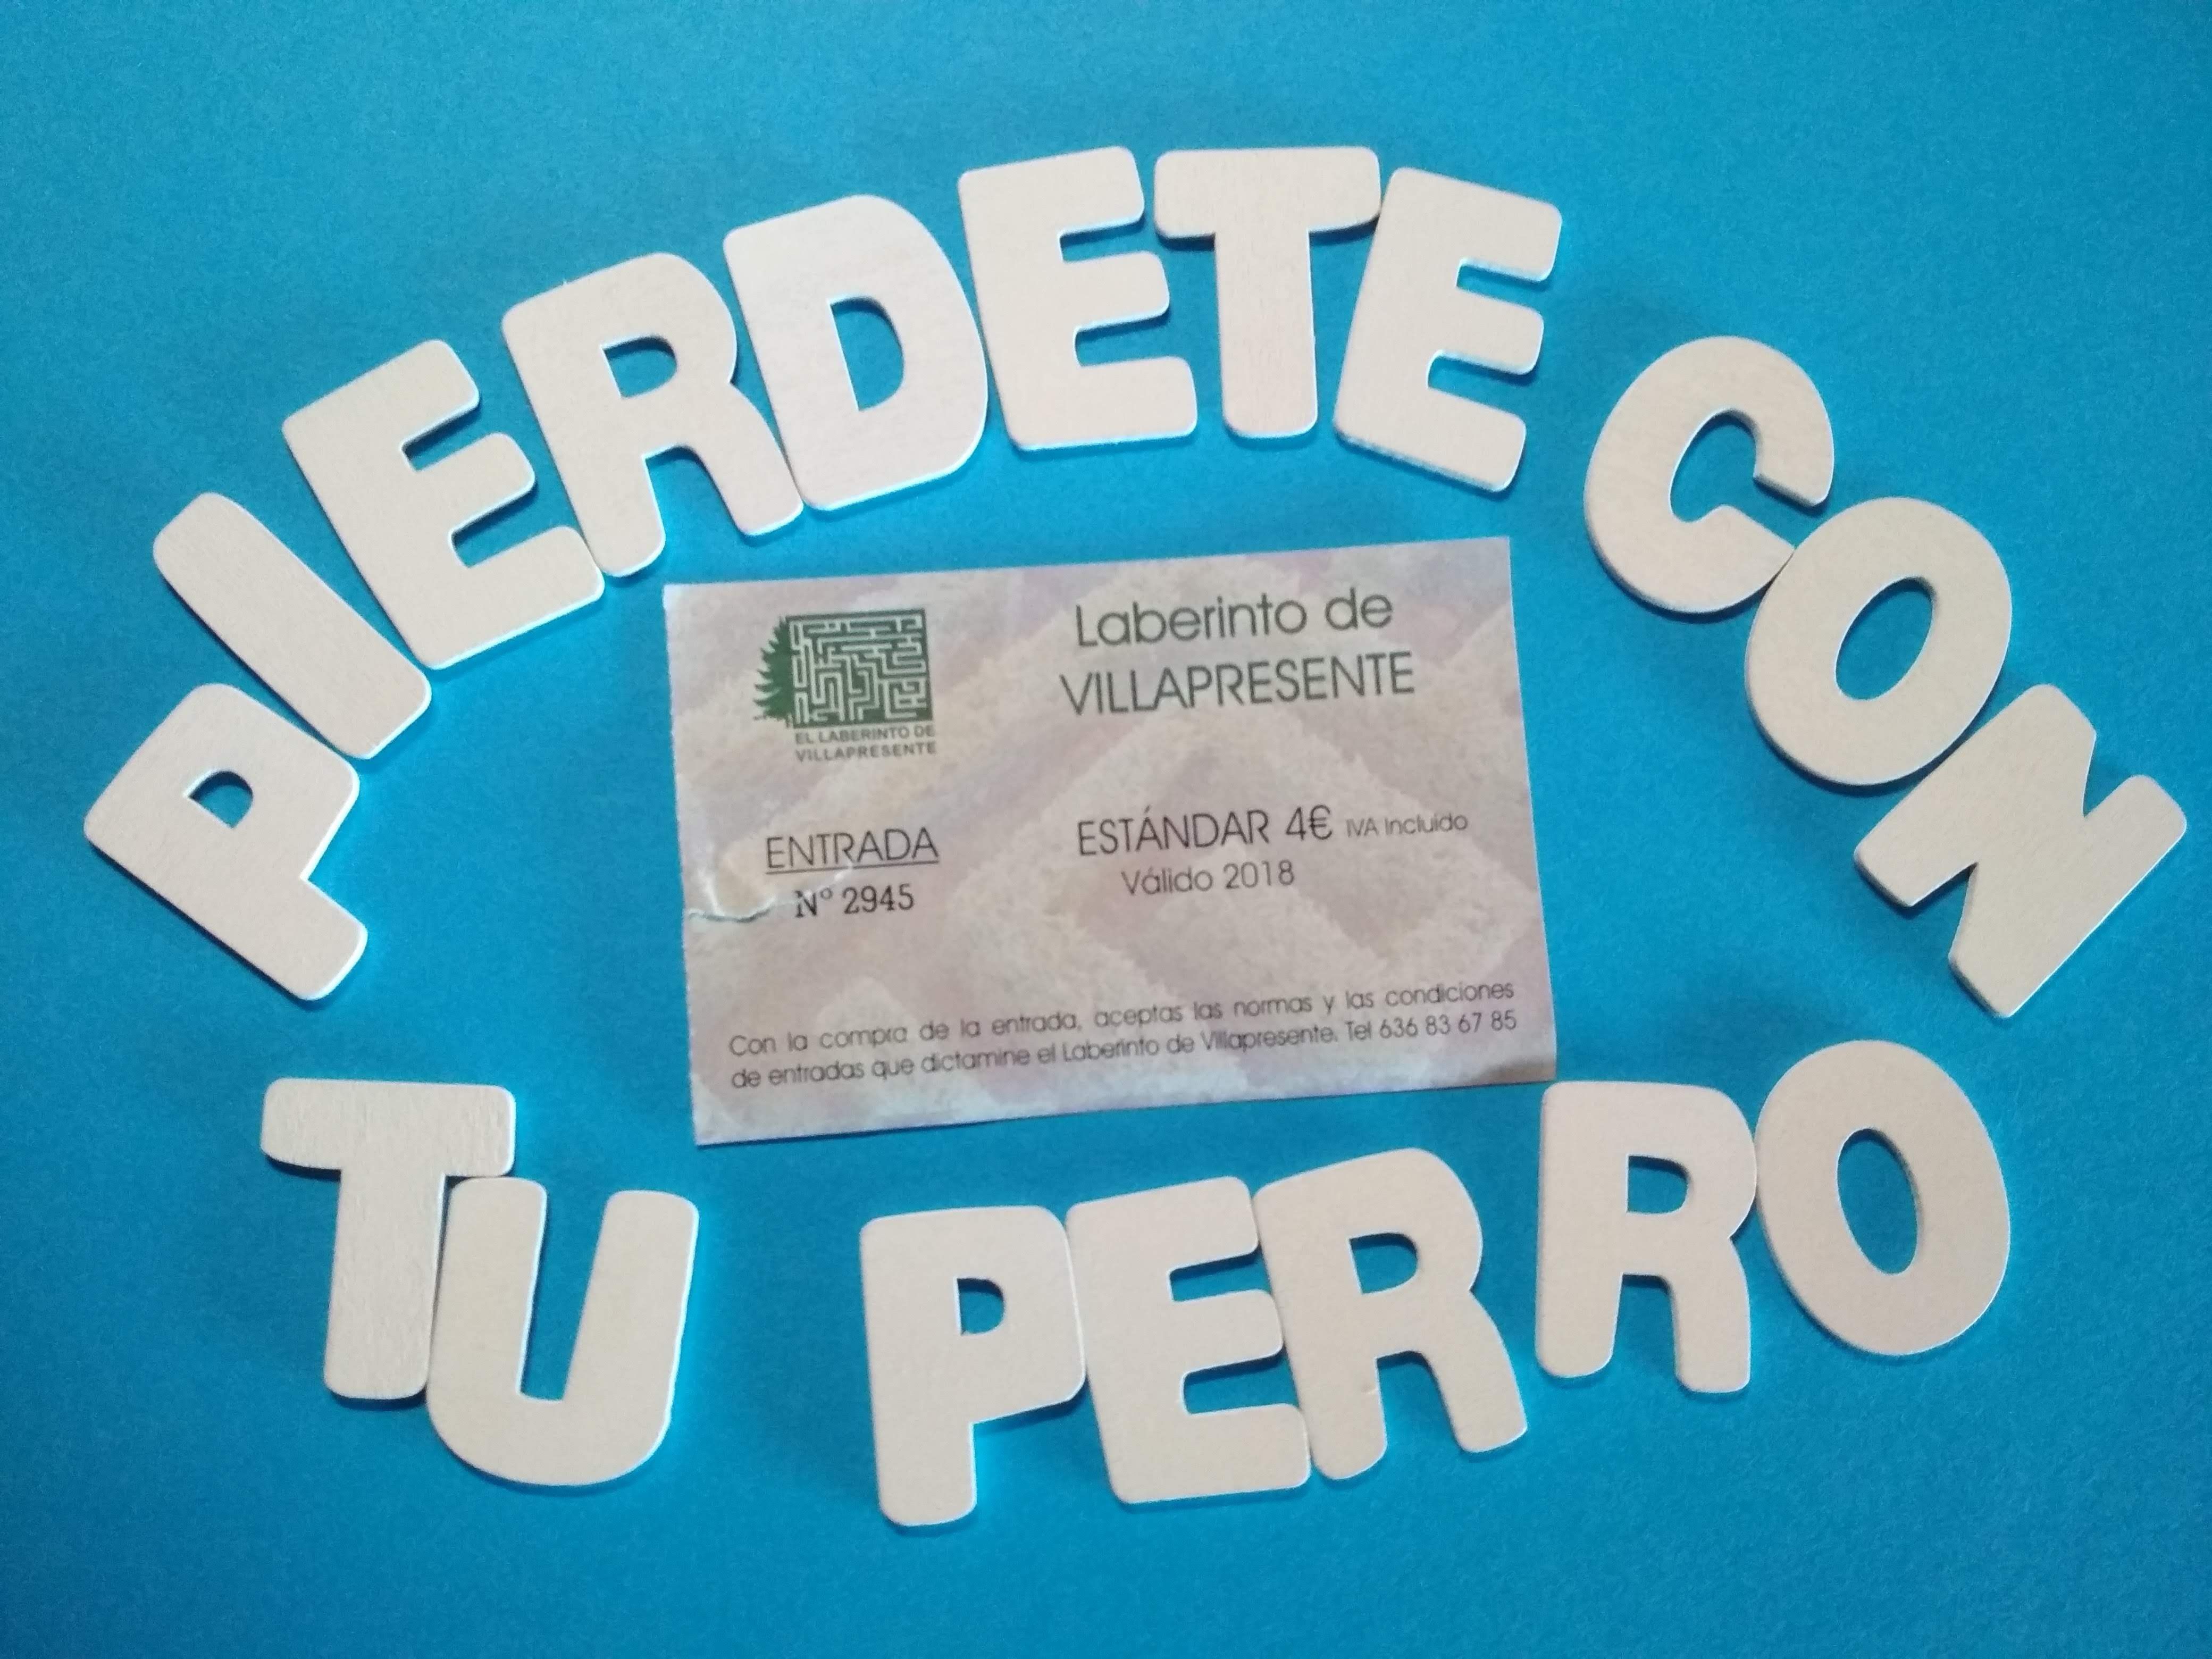 PIERDETE CON
EL LABERINTO DE
VILLAPRESENTE
Laberinto de
VILLAPRESENTE
ENTRADA
Nº 2945
ESTÁNDAR 4€ IVA Incluído
Válido 2018
Con la compra de la entrada, aceptas las normas y las condiciones
de entradas que dictamine el Laberinto de Villapresente. Tel 636 83 67 85
TU PERRO